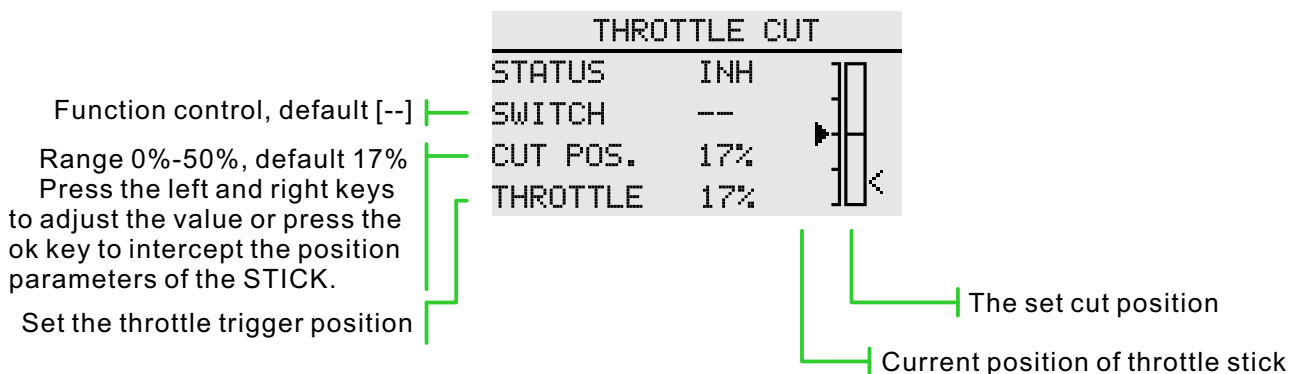 THROTTLE CUT
STATUS INH
SWITCH --
CUT POS. 17%
THROTTLE 17%
Function control, default [--]
Range 0%-50%, default 17%
Press the left and right keys
to adjust the value or press the
ok key to intercept the position
parameters of the STICK.
Set the throttle trigger position
The set cut position
Current position of throttle stick